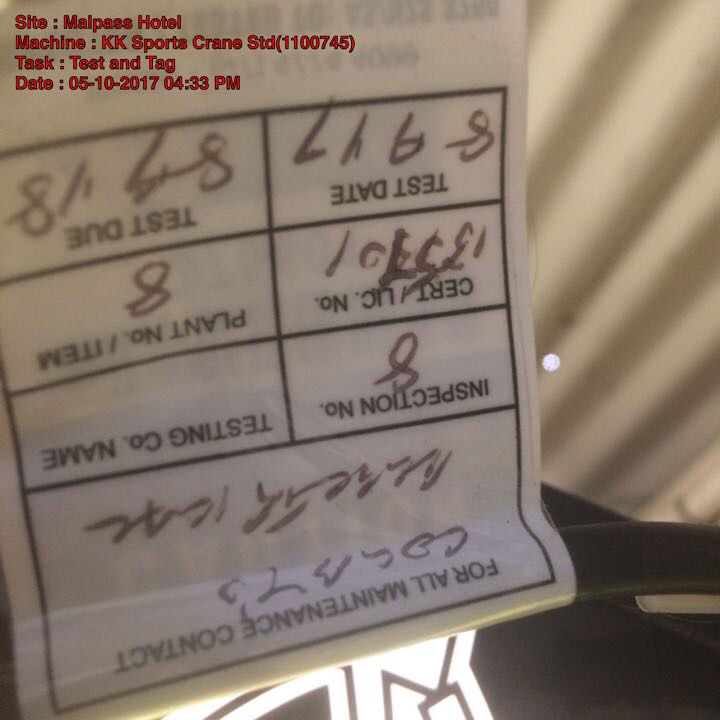 Site : Malpass Hotel
Machine : KK Sports Crane Std(1100745)
Task : Test and Tag
Date : 05-10-2017 04:33 PM
FOR ALL MAINTENANCE CONTACT
INSPECTION No. TESTING Co. NAME
8
CERT / LIC. No. PLANT No. / ITEM
8
TEST DATE TEST DUE
8-9 17 8-9 18